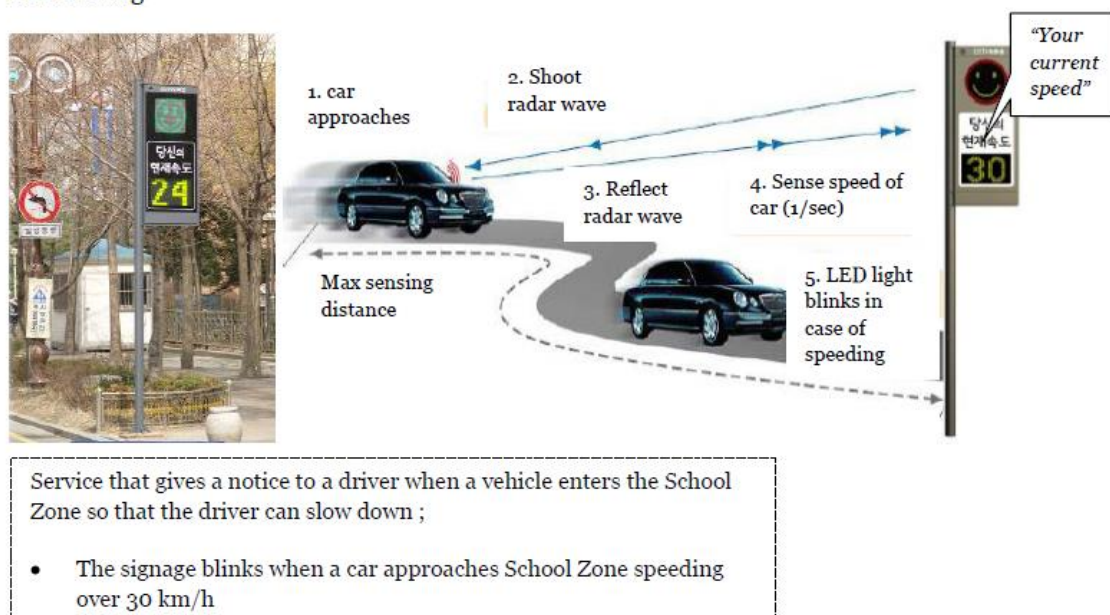 당신의
현재속도
24
1. car
approaches
2. Shoot
radar wave
3. Reflect
radar wave
4. Sense speed of
car (1/sec)
5. LED light
blinks in
case of
speeding
Max sensing
distance
“Your
current
speed”
당신의
현재속도
30
Service that gives a notice to a driver when a vehicle enters the School
Zone so that the driver can slow down ;
• The signage blinks when a car approaches School Zone speeding
over 30 km/h